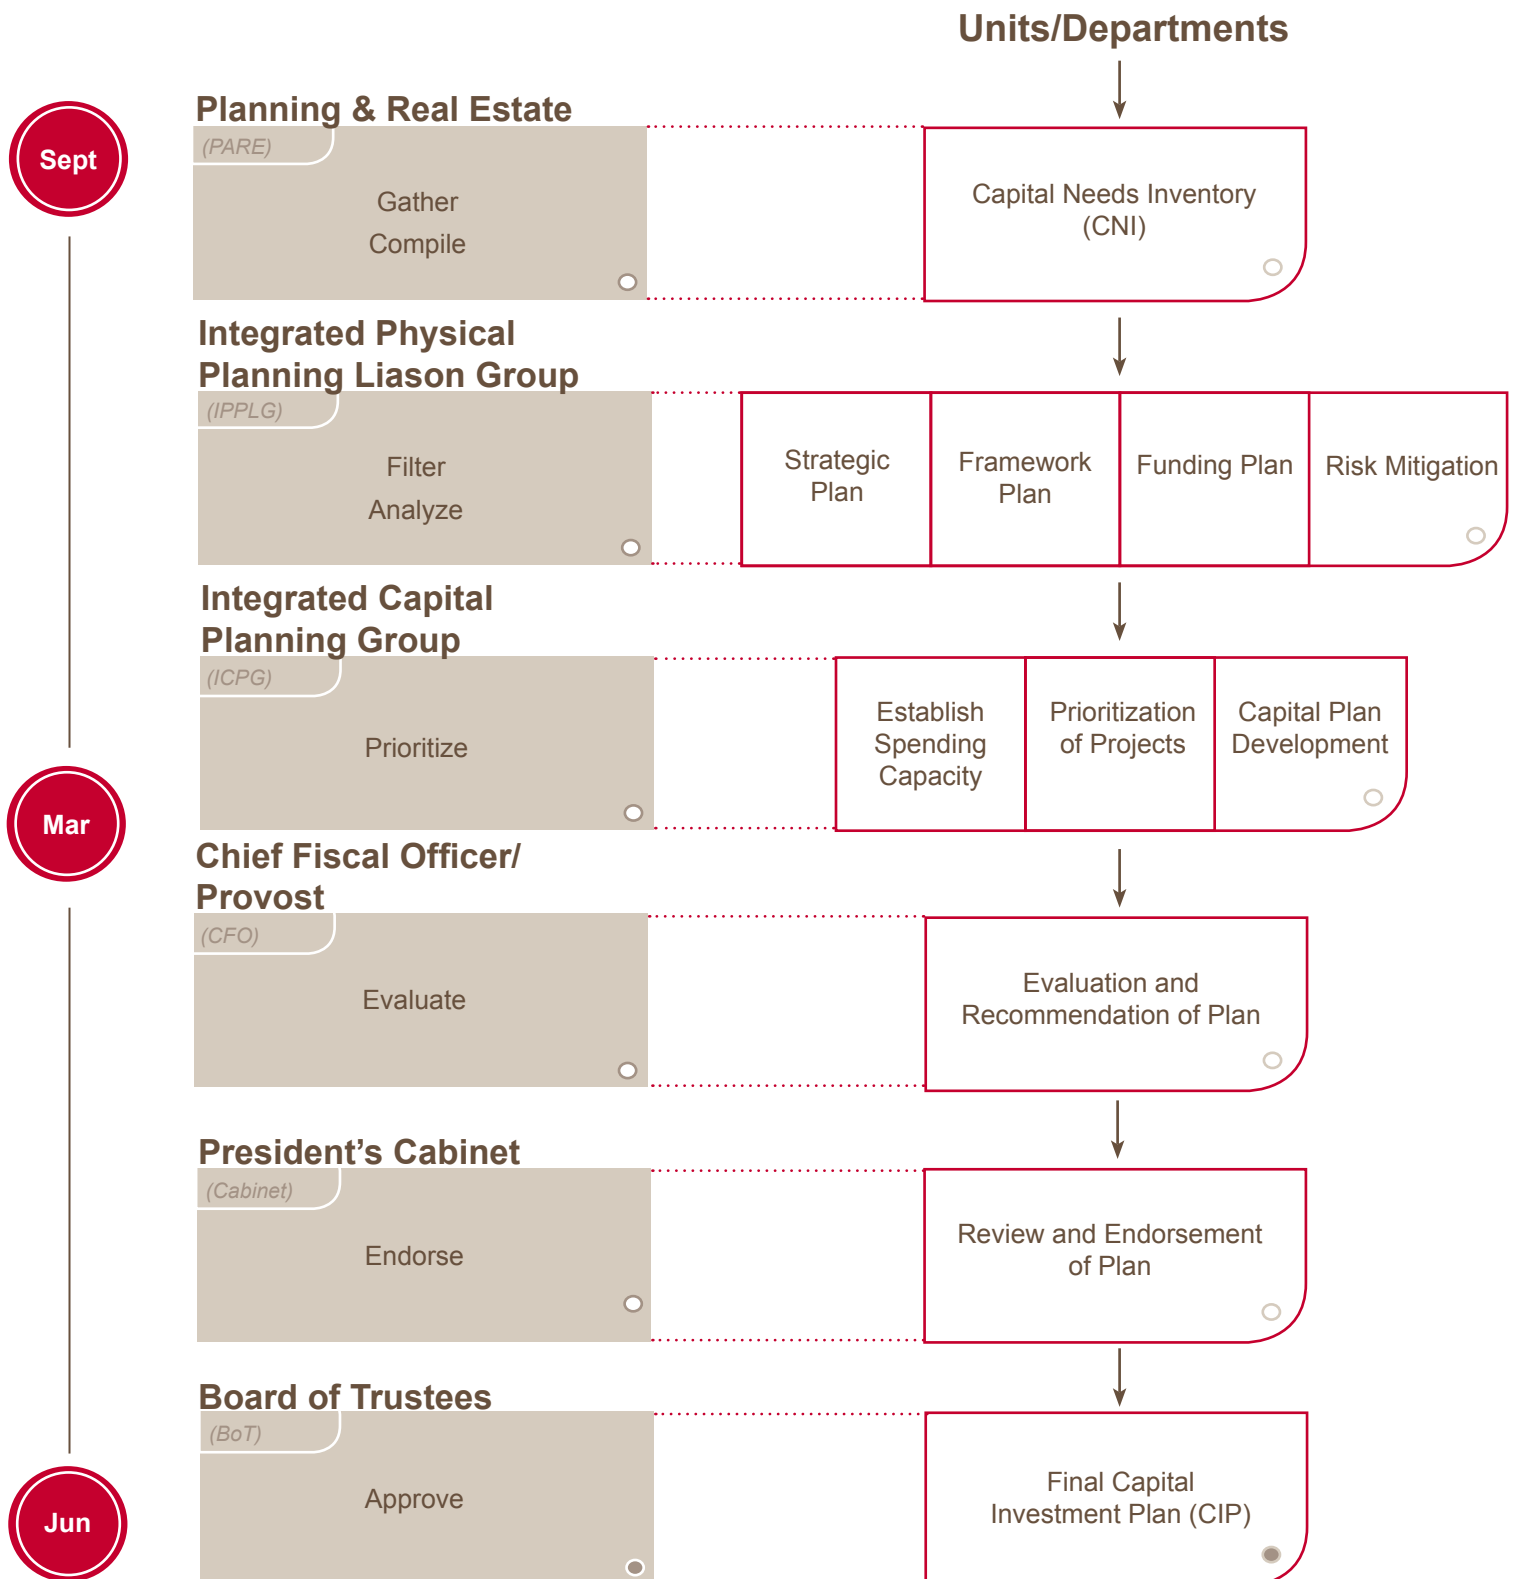 Units/Departments
Sept
Planning & Real Estate
(PARE)
Gather
Compile
Capital Needs Inventory
(CNI)
Integrated Physical
Planning Liason Group
(IPPLG)
Filter
Analyze
Strategic
Plan
Framework
Plan
Funding Plan
Risk Mitigation
Integrated Capital
Planning Group
(ICPG)
Prioritize
Establish
Spending
Capacity
Prioritization
of Projects
Capital Plan
Development
Mar
Chief Fiscal Officer/
Provost
(CFO)
Evaluate
Evaluation and
Recommendation of Plan
President’s Cabinet
(Cabinet)
Endorse
Review and Endorsement
of Plan
Board of Trustees
(BoT)
Approve
Final Capital
Investment Plan (CIP)
Jun